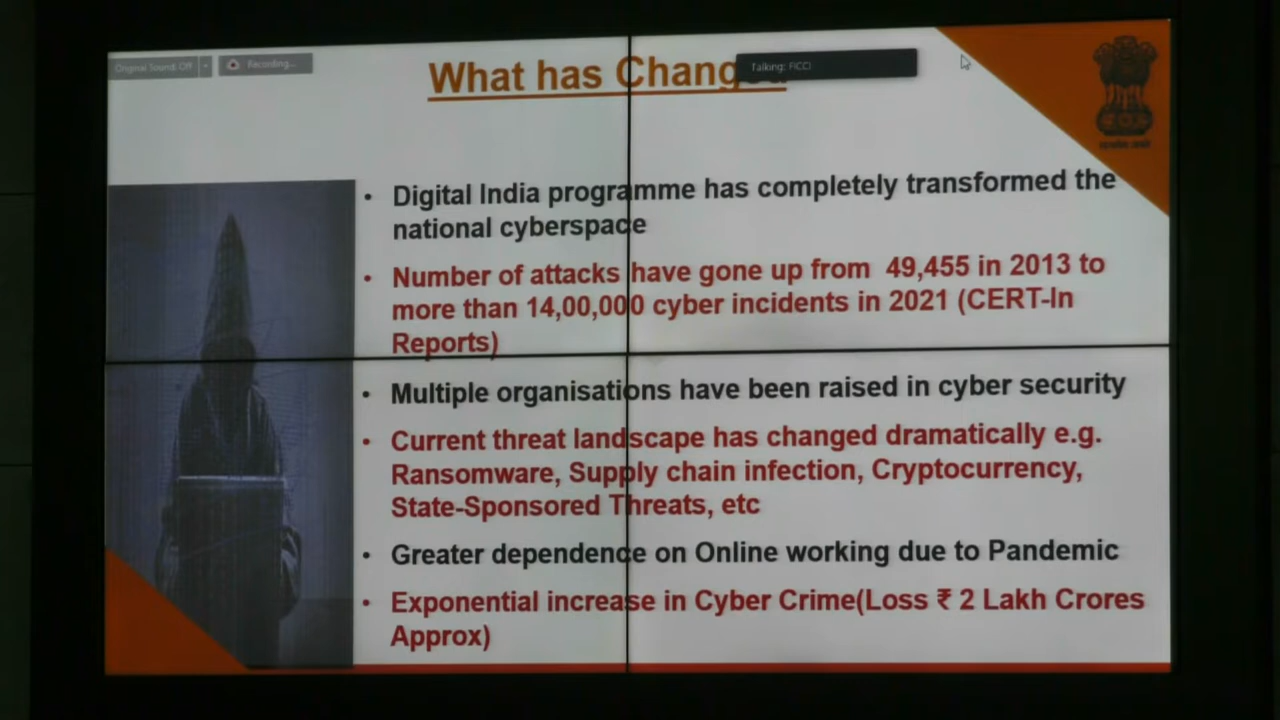 Original Sound: Off
Recording...
Talking: FICCI
What has Changed
• Digital India programme has completely transformed the
national cyberspace
• Number of attacks have gone up from 49,455 in 2013 to
more than 14,00,000 cyber incidents in 2021 (CERT-In
Reports)
• Multiple organisations have been raised in cyber security
• Current threat landscape has changed dramatically e.g.
Ransomware, Supply chain infection, Cryptocurrency,
State-Sponsored Threats, etc
• Greater dependence on Online working due to Pandemic
• Exponential increase in Cyber Crime(Loss ₹ 2 Lakh Crores
Approx)